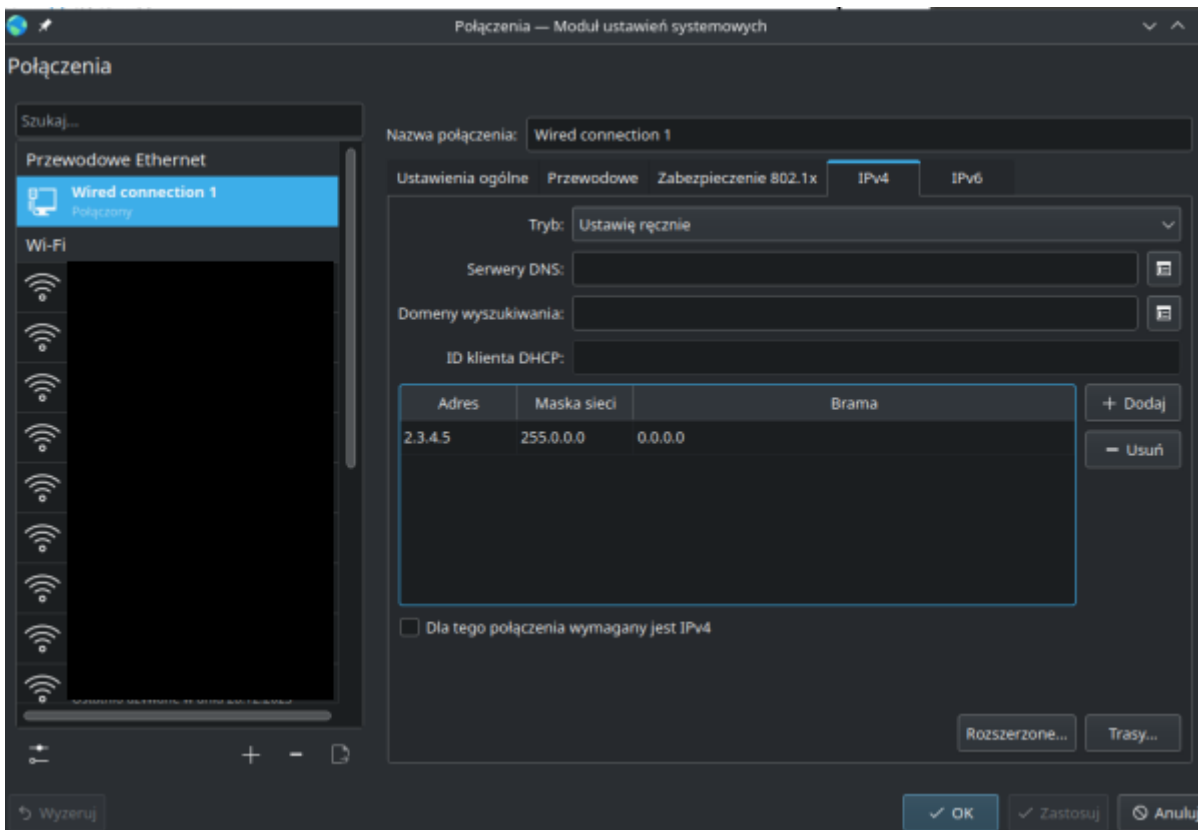 Połączenia — Moduł ustawień systemowych
Połączenia
Szukaj...
Przewodowe Ethernet
Wired connection 1
Połączony
Wi-Fi
Wyzeruj
Nazwa połączenia: Wired connection 1
Ustawienia ogólne Przewodowe Zabezpieczenie 802.1x IPv4 IPv6
Tryb: Ustawię ręcznie
Serwery DNS:
Domeny wyszukiwania:
ID klienta DHCP:
Adres Maska sieci Brama
2.3.4.5 255.0.0.0 0.0.0.0
+ Dodaj
− Usuń
Dla tego połączenia wymagany jest IPv4
Rozszerzone... Trasy...
OK Zastosuj Anuluj